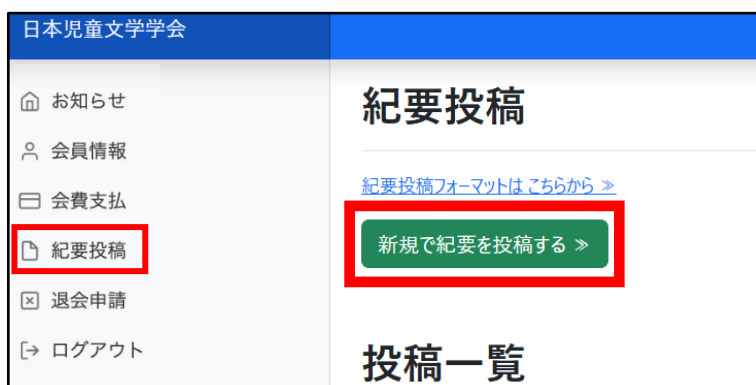 日本児童文学学会
お知らせ
会員情報
会費支払
紀要投稿
退会申請
ログアウト
紀要投稿
紀要投稿フォーマットは こちらから ≫
新規で紀要を投稿する ≫
投稿一覧